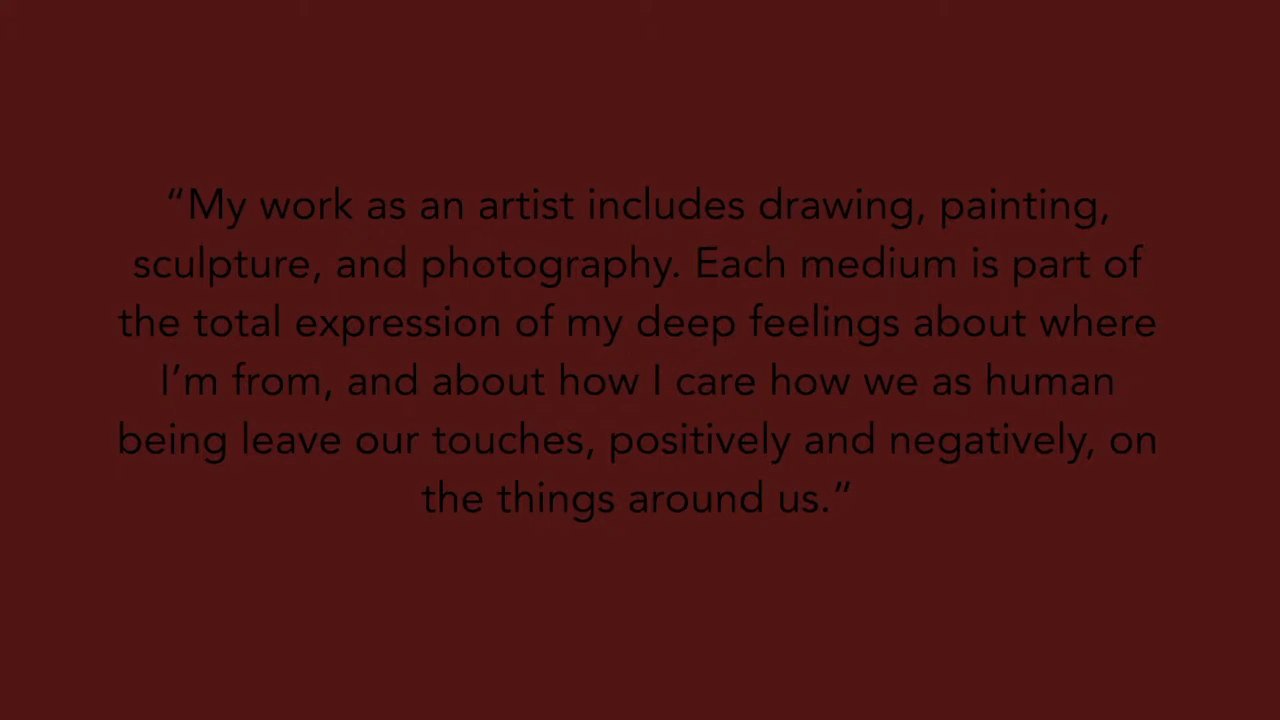 “My work as an artist includes drawing, painting,
sculpture, and photography. Each medium is part of
the total expression of my deep feelings about where
I’m from, and about how I care how we as human
being leave our touches, positively and negatively, on
the things around us.”